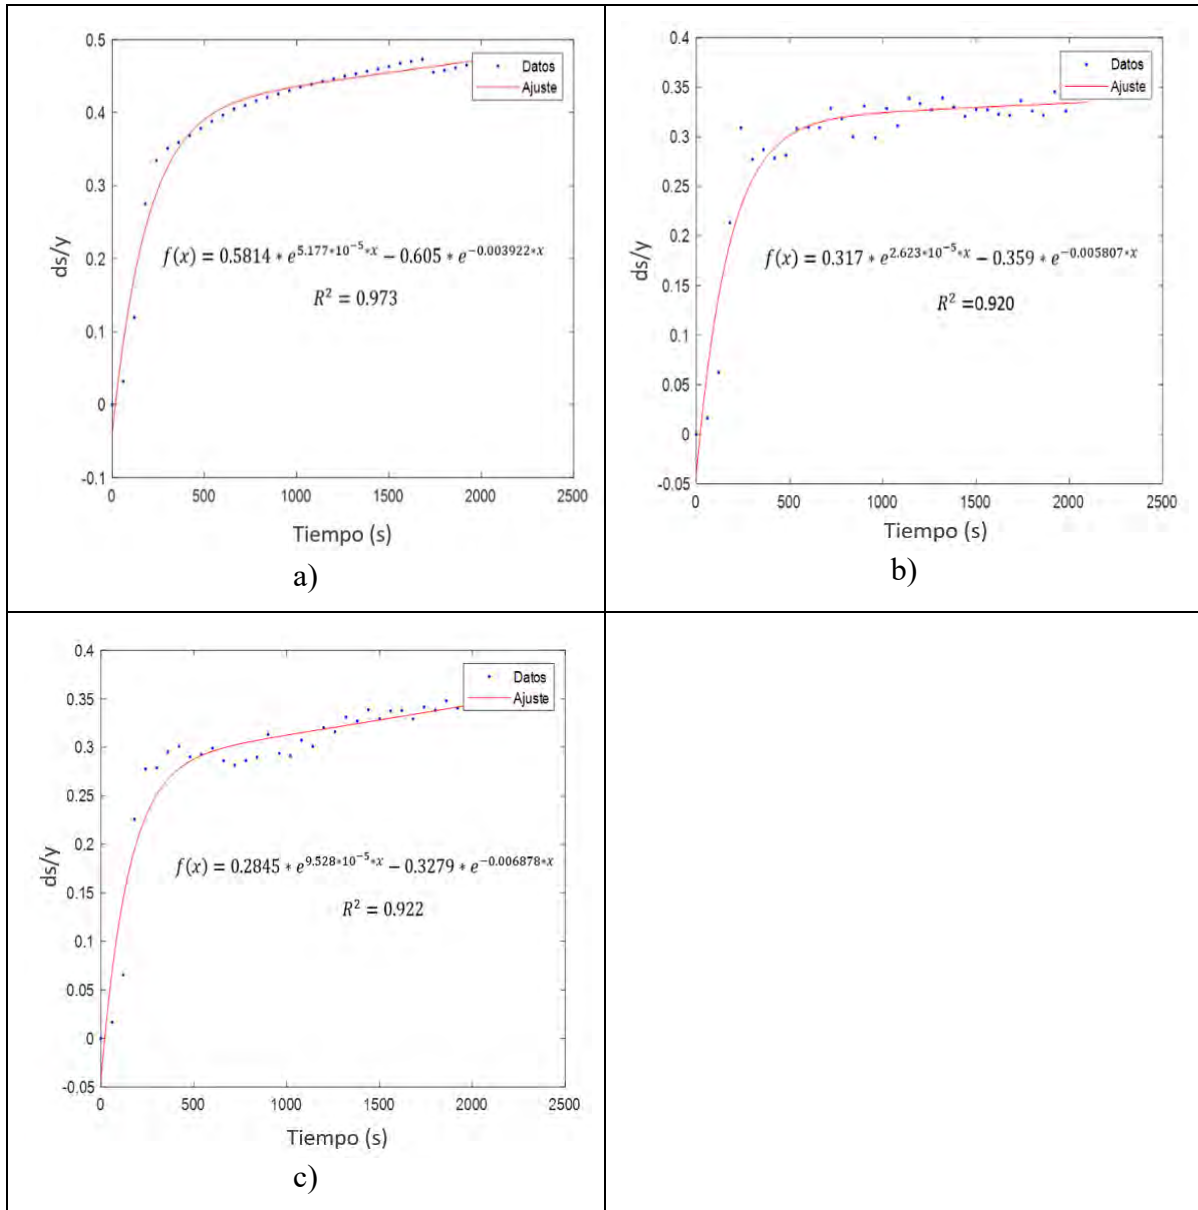 0.5
0.4
0.3
0.2
0.1
0
-0.1
ds/y
Datos
Ajuste
f(x) = 0.5814 * e^{5.177*10^{-5}*x} − 0.605 * e^{-0.003922*x}
R² = 0.973
0 500 1000 1500 2000 2500
Tiempo (s)
a)
0.4
0.35
0.3
0.25
0.2
0.15
0.1
0.05
0
-0.05
ds/y
Datos
Ajuste
f(x) = 0.317 * e^{2.623*10^{-5}*x} − 0.359 * e^{-0.005807*x}
R² =0.920
0 500 1000 1500 2000 2500
Tiempo (s)
b)
0.4
0.35
0.3
0.25
0.2
0.15
0.1
0.05
0
-0.05
ds/y
Datos
Ajuste
f(x) = 0.2845 * e^{9.528*10^{-5}*x} − 0.3279 * e^{-0.006878*x}
R² = 0.922
0 500 1000 1500 2000 2500
Tiempo (s)
c)